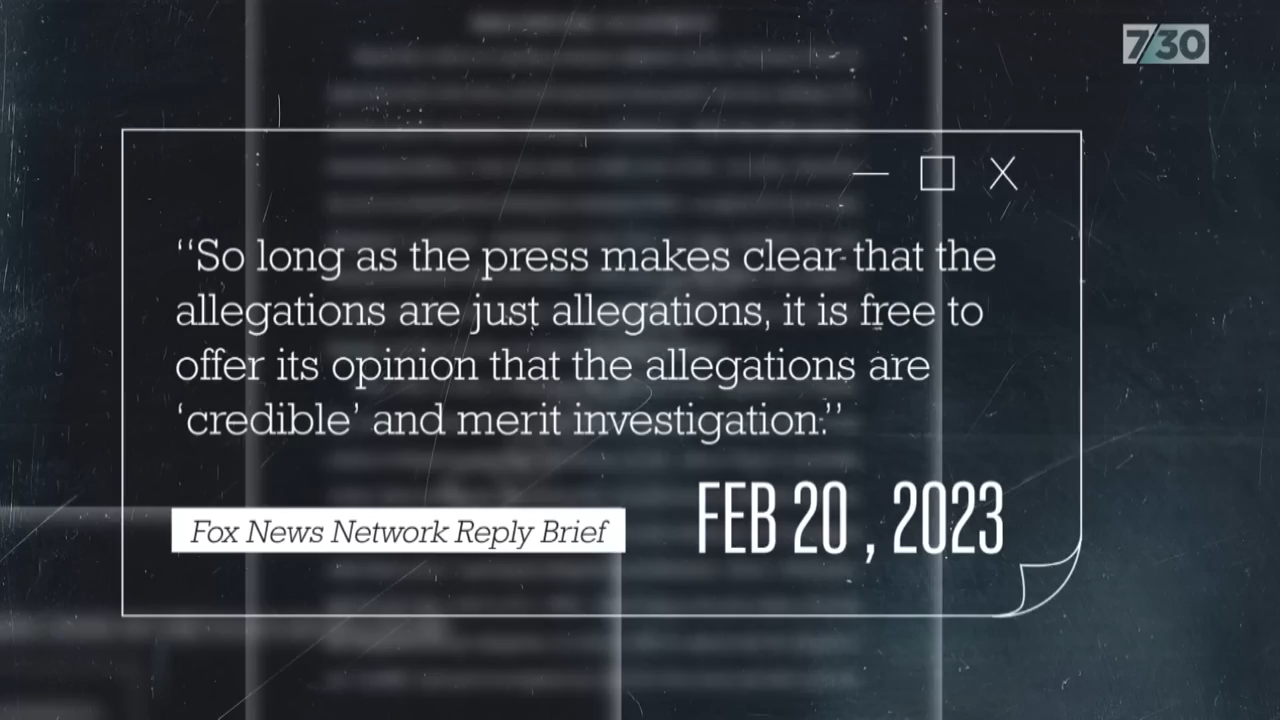 7/30
“So long as the press makes clear that the
allegations are just allegations, it is free to
offer its opinion that the allegations are
‘credible’ and merit investigation.”
Fox News Network Reply Brief
FEB 20 , 2023